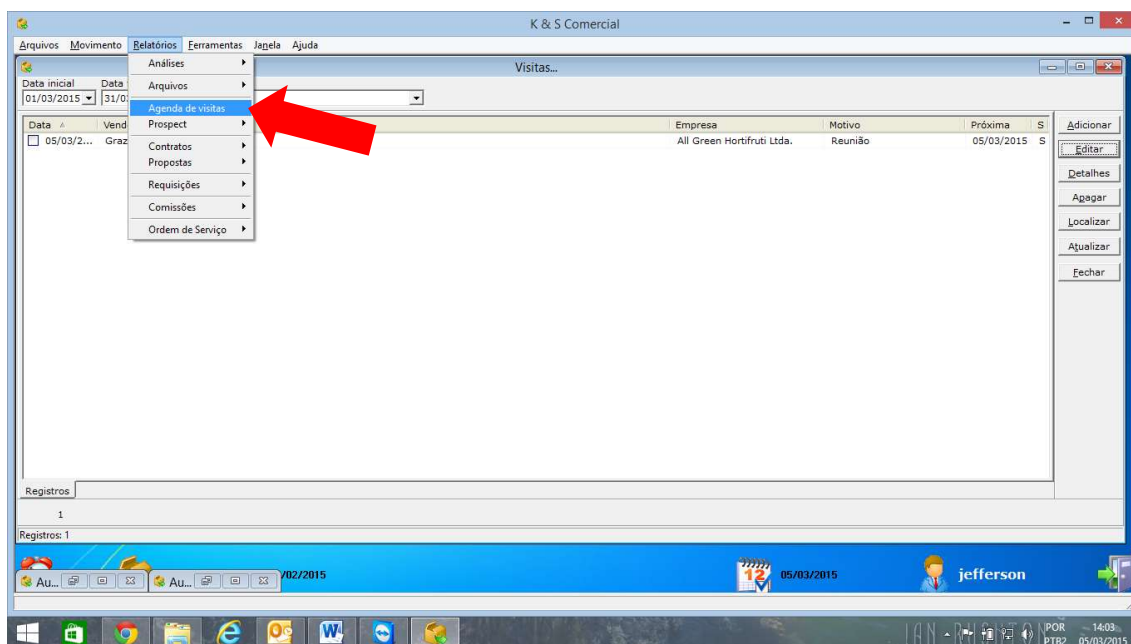 K & S Comercial
Arquivos Movimento Relatórios Ferramentas Janela Ajuda
Visitas...
Análises
Arquivos
Agenda de visitas
Prospect
Contratos
Propostas
Requisições
Comissões
Ordem de Serviço
Data inicial Data
01/03/2015 31/0
Data Vend Empresa Motivo Próxima S
05/03/2... Graz All Green Hortifruti Ltda. Reunião 05/03/2015 S
Adicionar
Editar
Detalhes
Apagar
Localizar
Atualizar
Fechar
Registros
1
Registros: 1
Au... Au... /02/2015 12 05/03/2015 jefferson
POR 14:03
PTB2 05/03/2015